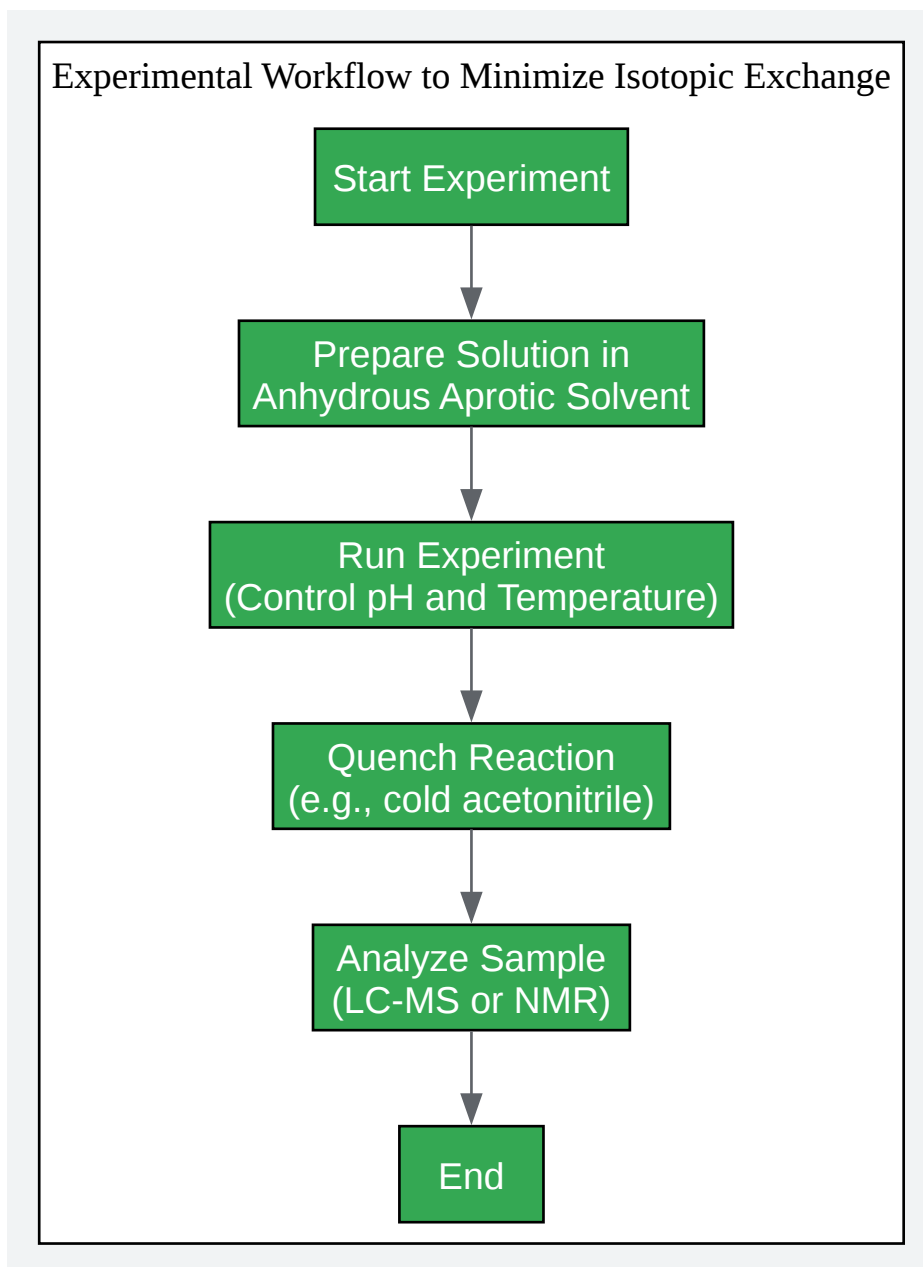 Experimental Workflow to Minimize Isotopic Exchange
Start Experiment
Prepare Solution in
Anhydrous Aprotic Solvent
Run Experiment
(Control pH and Temperature)
Quench Reaction
(e.g., cold acetonitrile)
Analyze Sample
(LC-MS or NMR)
End